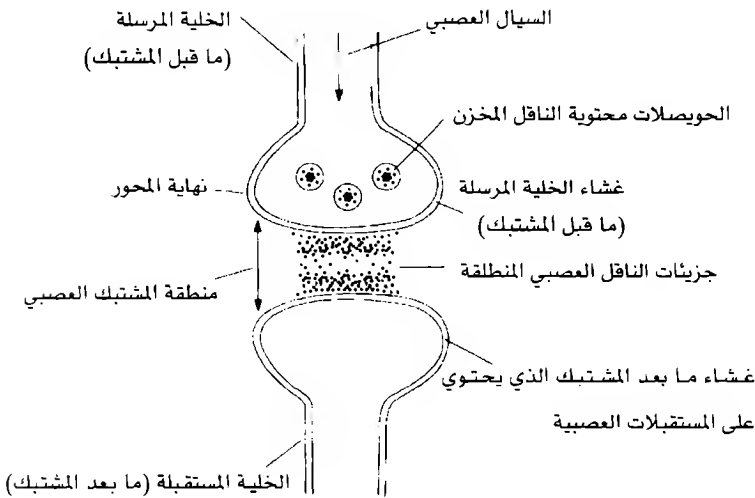 السيال العصبي
الخلية المرسلة
(ما قبل المشتبك)
الحويصلات محتوية الناقل المخزن
نهاية المحور
غشاء الخلية المرسلة
(ما قبل المشتبك)
جزيئات الناقل العصبي المنطلقة
منطقة المشتبك العصبي
غشاء ما بعد المشتبك الذي يحتوي
على المستقبلات العصبية
الخلية المستقبلة (ما بعد المشتبك)